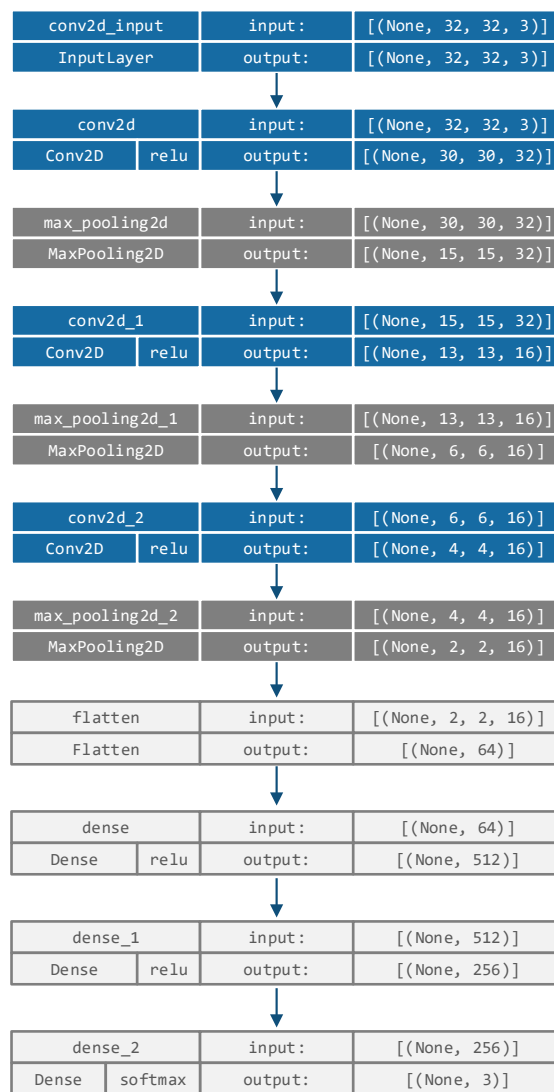 conv2d_input input: [(None, 32, 32, 3)]
InputLayer output: [(None, 32, 32, 3)]
conv2d input: [(None, 32, 32, 3)]
Conv2D relu output: [(None, 30, 30, 32)]
max_pooling2d input: [(None, 30, 30, 32)]
MaxPooling2D output: [(None, 15, 15, 32)]
conv2d_1 input: [(None, 15, 15, 32)]
Conv2D relu output: [(None, 13, 13, 16)]
max_pooling2d_1 input: [(None, 13, 13, 16)]
MaxPooling2D output: [(None, 6, 6, 16)]
conv2d_2 input: [(None, 6, 6, 16)]
Conv2D relu output: [(None, 4, 4, 16)]
max_pooling2d_2 input: [(None, 4, 4, 16)]
MaxPooling2D output: [(None, 2, 2, 16)]
flatten input: [(None, 2, 2, 16)]
Flatten output: [(None, 64)]
dense input: [(None, 64)]
Dense relu output: [(None, 512)]
dense_1 input: [(None, 512)]
Dense relu output: [(None, 256)]
dense_2 input: [(None, 256)]
Dense softmax output: [(None, 3)]